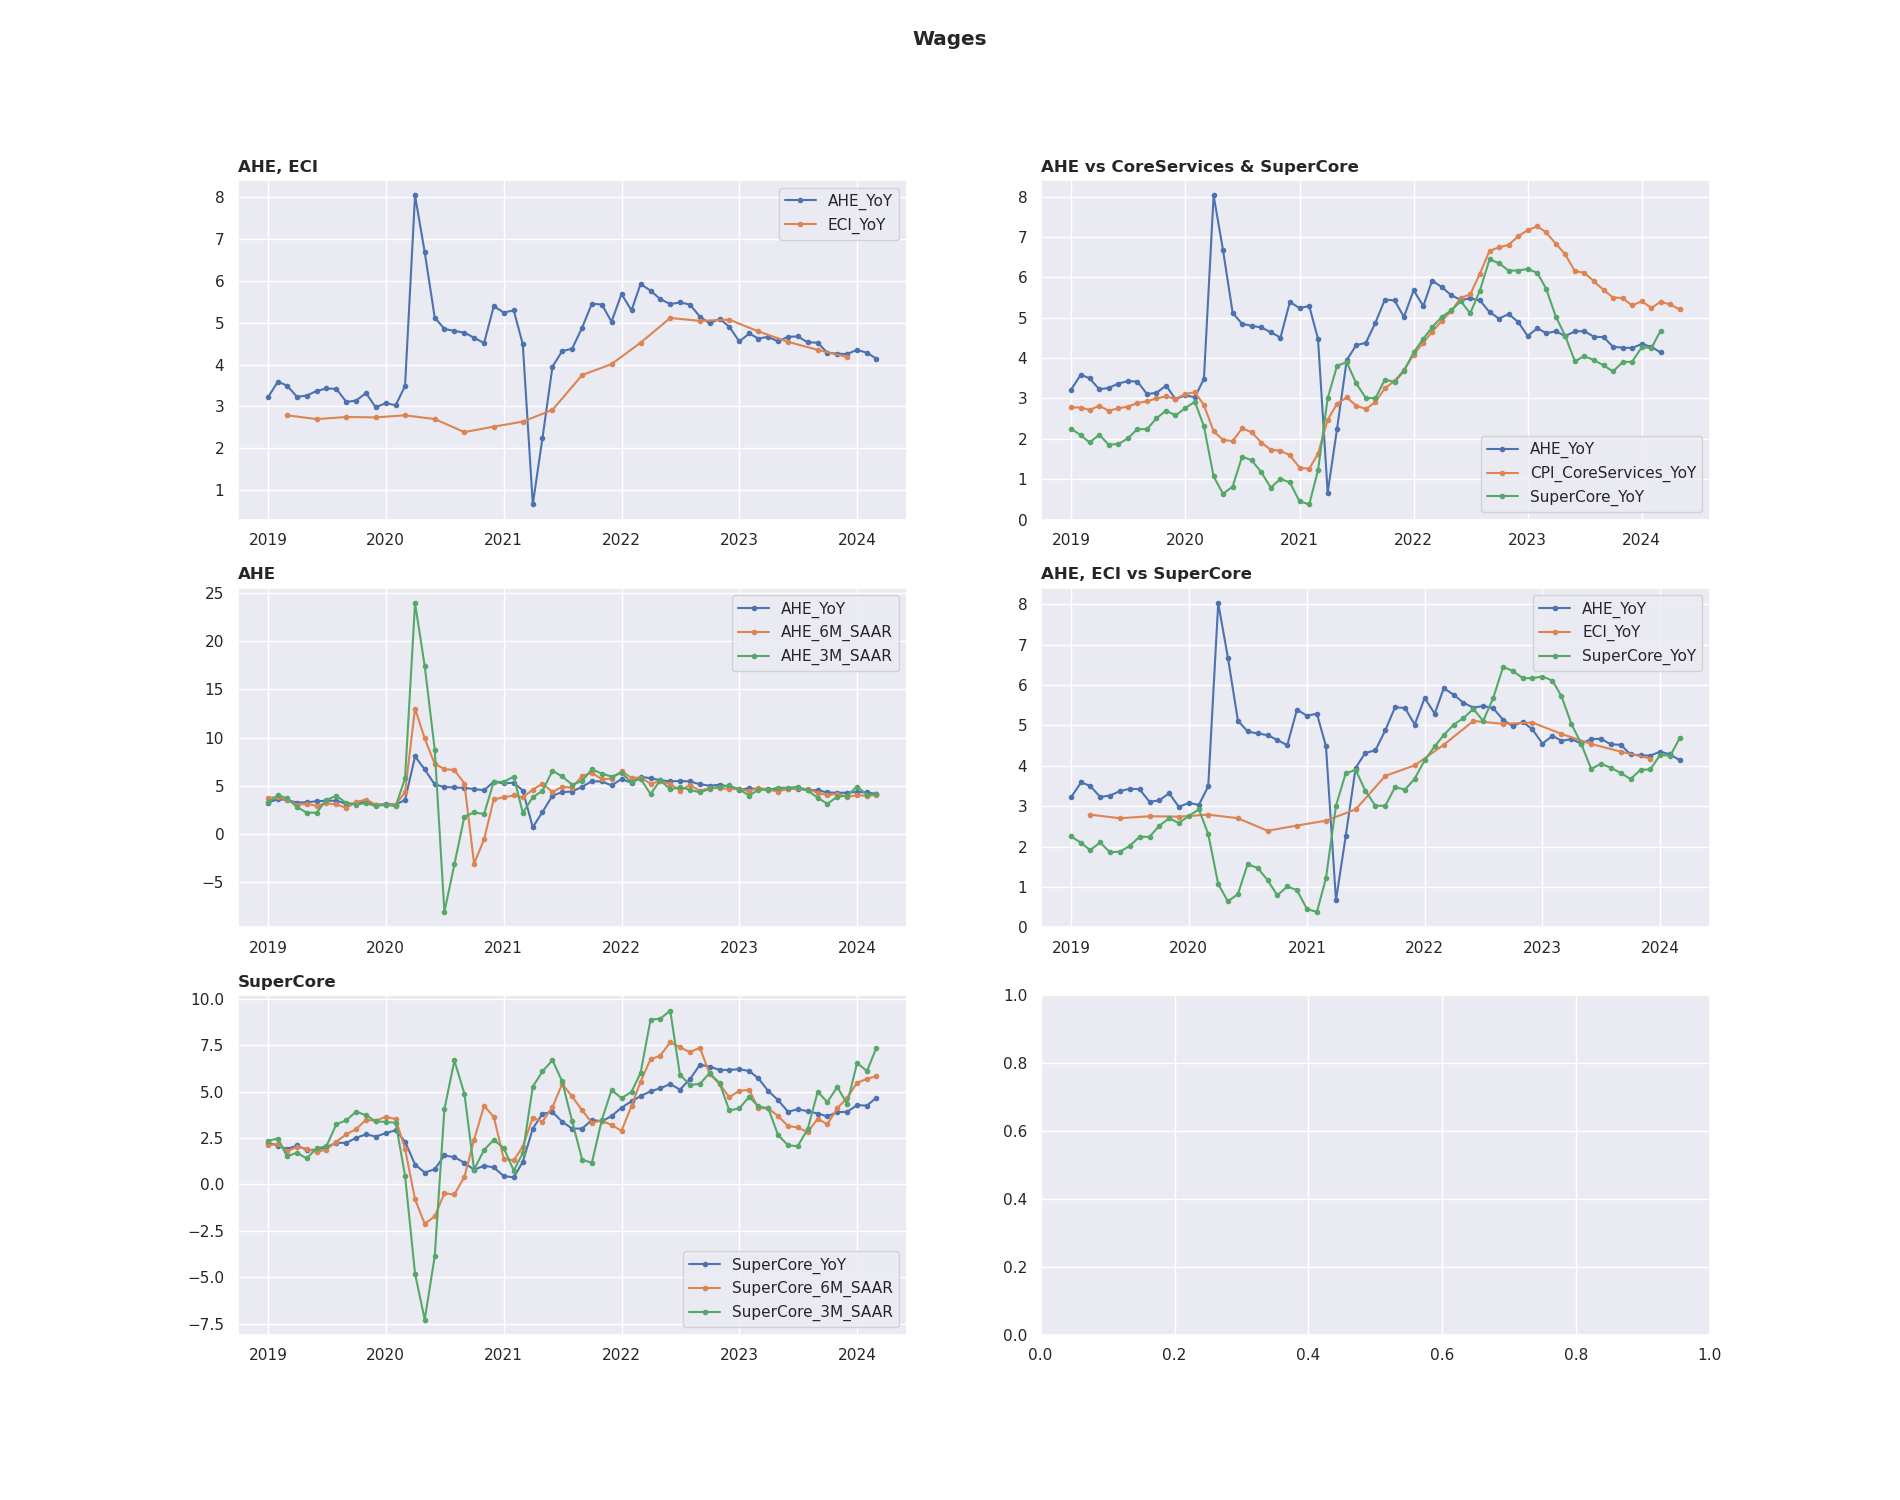 Wages
AHE, ECI
8
7
6
5
4
3
2
1
2019 2020 2021 2022 2023 2024
AHE_YoY
ECI_YoY
AHE vs CoreServices & SuperCore
8
7
6
5
4
3
2
1
0
2019 2020 2021 2022 2023 2024
AHE_YoY
CPI_CoreServices_YoY
SuperCore_YoY
AHE
25
20
15
10
5
0
−5
2019 2020 2021 2022 2023 2024
AHE_YoY
AHE_6M_SAAR
AHE_3M_SAAR
AHE, ECI vs SuperCore
8
7
6
5
4
3
2
1
0
2019 2020 2021 2022 2023 2024
AHE_YoY
ECI_YoY
SuperCore_YoY
SuperCore
10.0
7.5
5.0
2.5
0.0
−2.5
−5.0
−7.5
2019 2020 2021 2022 2023 2024
SuperCore_YoY
SuperCore_6M_SAAR
SuperCore_3M_SAAR
1.0
0.8
0.6
0.4
0.2
0.0
0.0 0.2 0.4 0.6 0.8 1.0